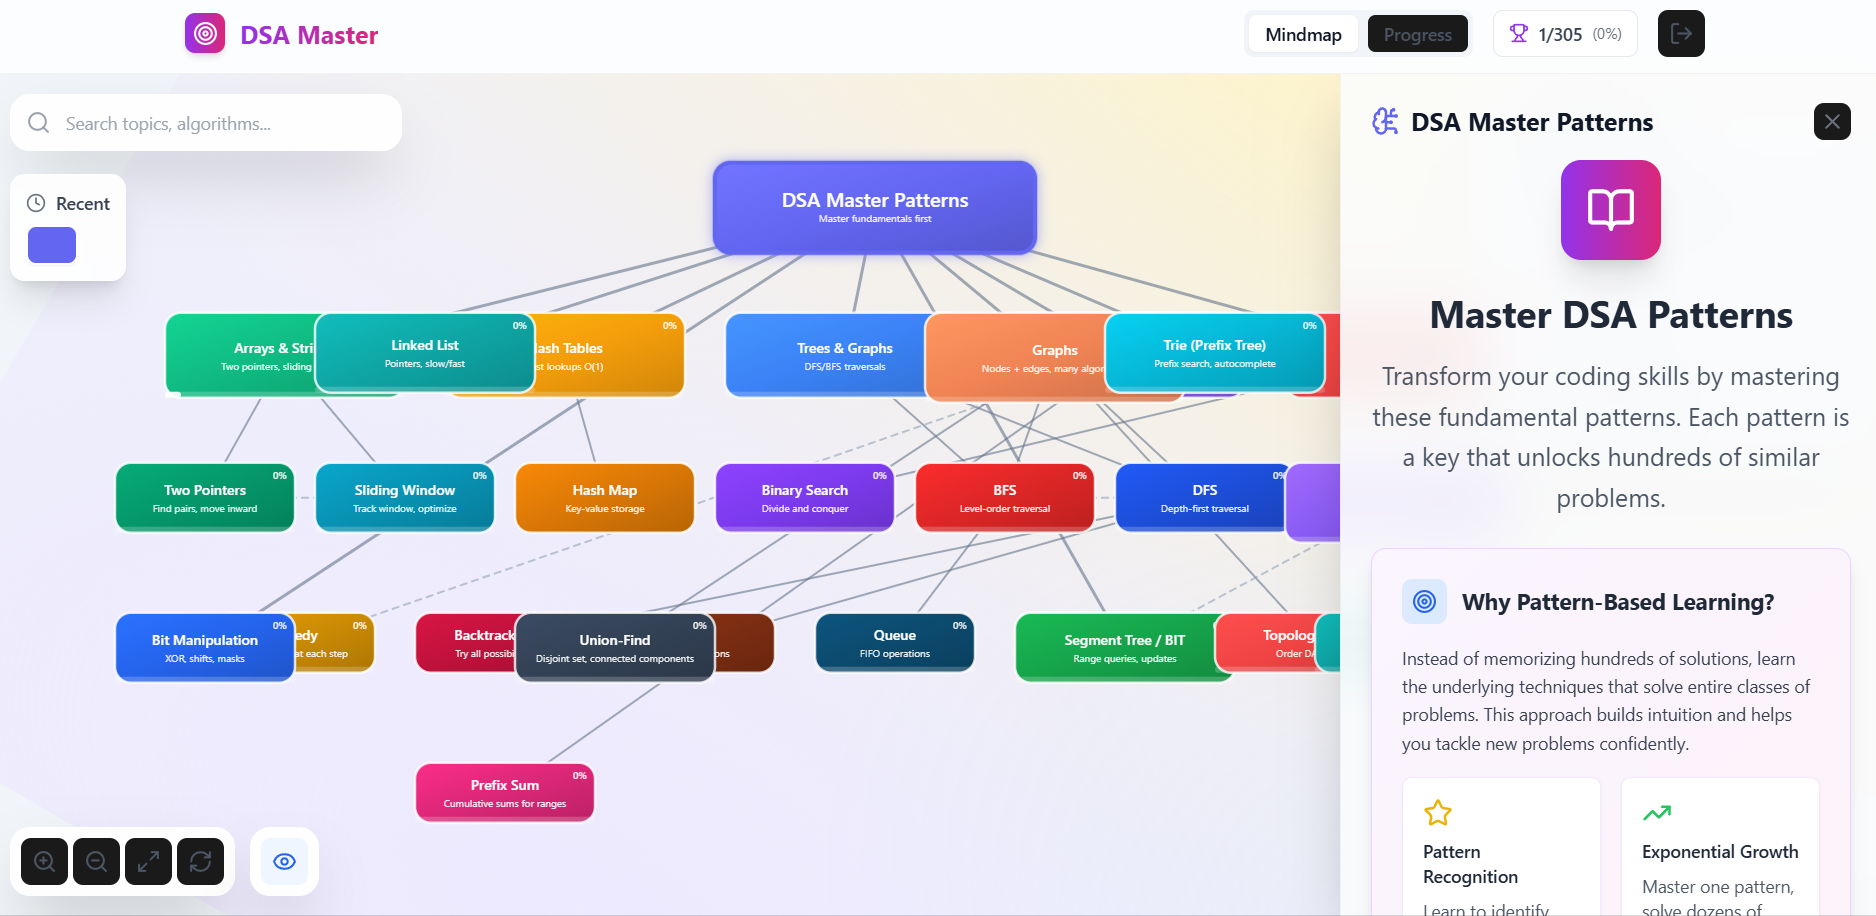 DSA Master
Mindmap
Progress
1/305 (0%)
Search topics, algorithms...
Recent
DSA Master Patterns
Master fundamentals first
Arrays & Stri
Two pointers, sliding
Linked List
Pointers, slow/fast
0%
ash Tables
st lookups O(1)
0%
Trees & Graphs
DFS/BFS traversals
Graphs
Nodes + edges, many algor
Trie (Prefix Tree)
Prefix search, autocomplete
0%
Two Pointers
Find pairs, move inward
0%
Sliding Window
Track window, optimize
0%
Hash Map
Key-value storage
Binary Search
Divide and conquer
0%
BFS
Level-order traversal
0%
DFS
Depth-first traversal
0%
Bit Manipulation
XOR, shifts, masks
0%
edy
at each step
0%
Backtrack
Try all possibi
Union-Find
Disjoint set, connected components
0%
ons
Queue
FIFO operations
0%
Segment Tree / BIT
Range queries, updates
Topolog
Order DA
Prefix Sum
Cumulative sums for ranges
0%
DSA Master Patterns
Master DSA Patterns
Transform your coding skills by mastering
these fundamental patterns. Each pattern is
a key that unlocks hundreds of similar
problems.
Why Pattern-Based Learning?
Instead of memorizing hundreds of solutions, learn
the underlying techniques that solve entire classes of
problems. This approach builds intuition and helps
you tackle new problems confidently.
Pattern
Recognition
Learn to identify
Exponential Growth
Master one pattern,
solve dozens of